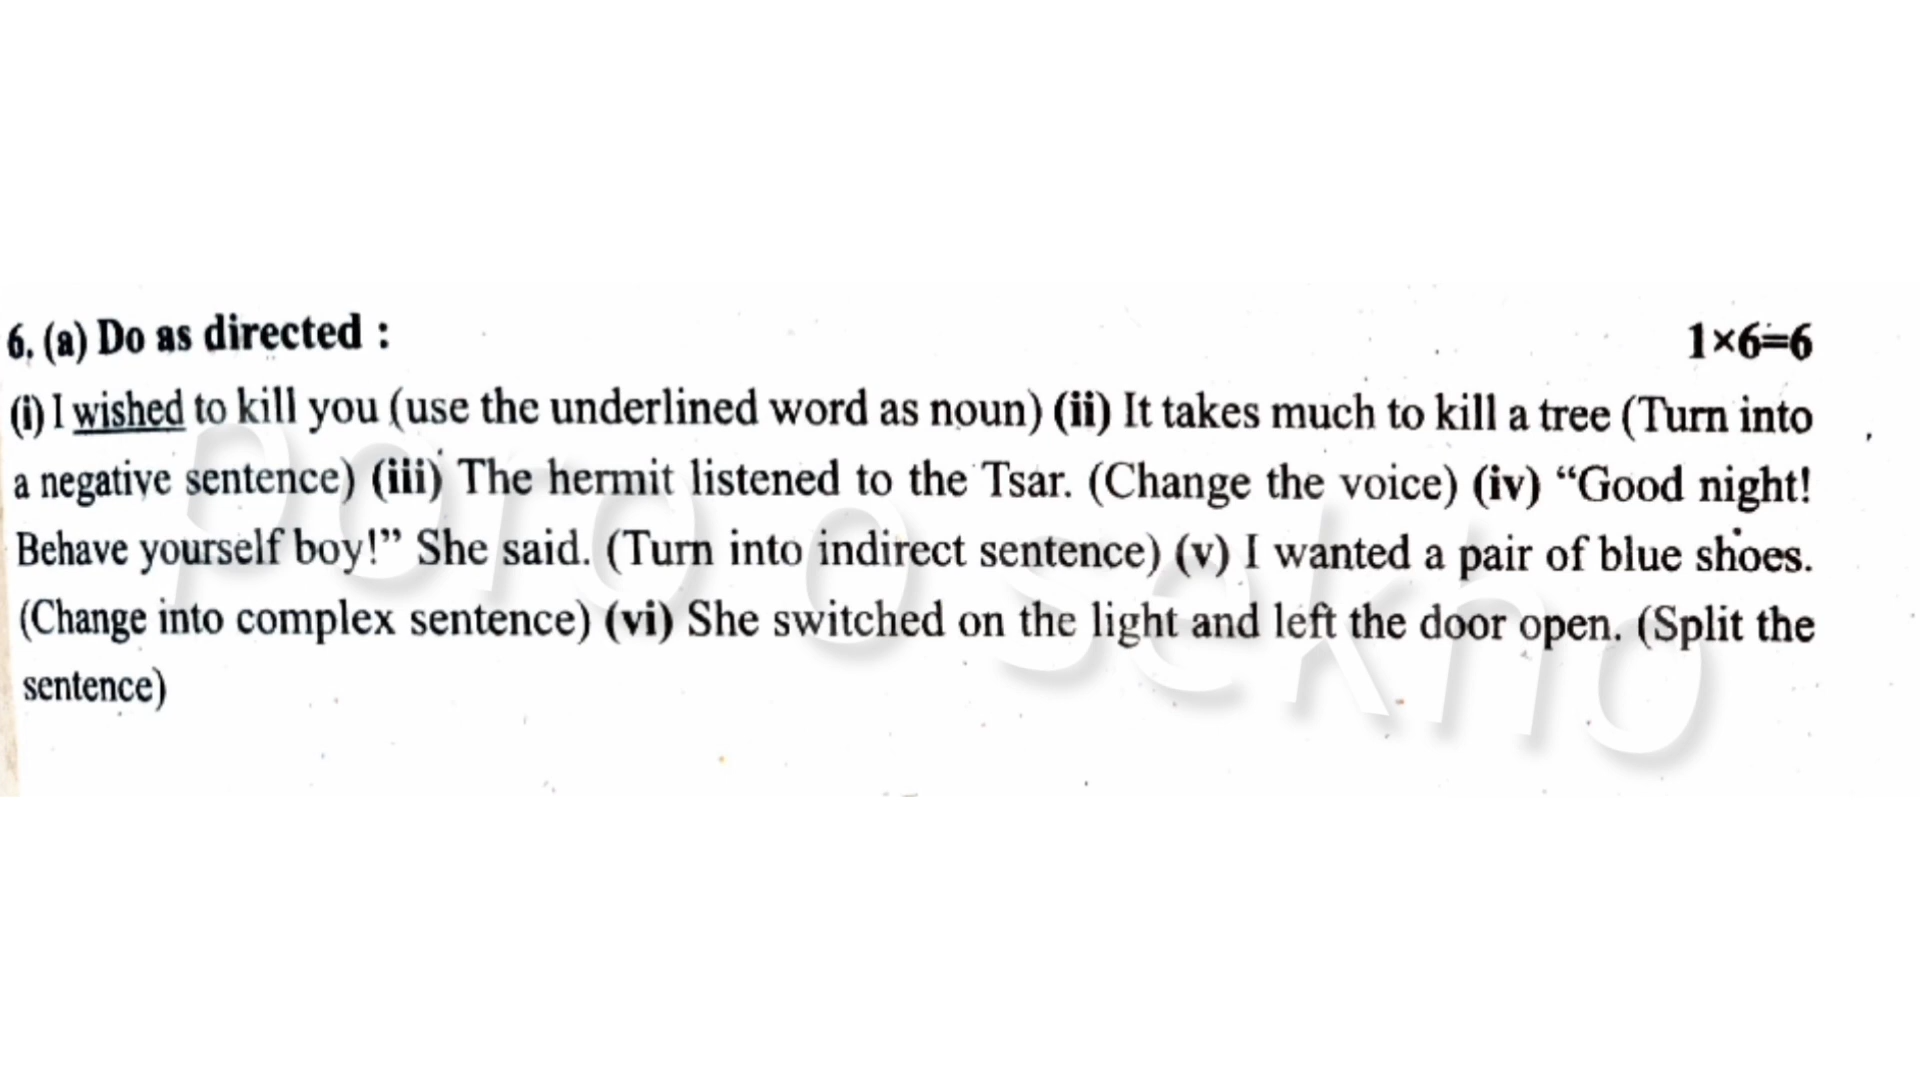 6. (a) Do as directed : 1×6=6
(i) I wished to kill you (use the underlined word as noun) (ii) It takes much to kill a tree (Turn into
a negative sentence) (iii) The hermit listened to the Tsar. (Change the voice) (iv) “Good night!
Behave yourself boy!” She said. (Turn into indirect sentence) (v) I wanted a pair of blue shoes.
(Change into complex sentence) (vi) She switched on the light and left the door open. (Split the
sentence)
poro o sekho